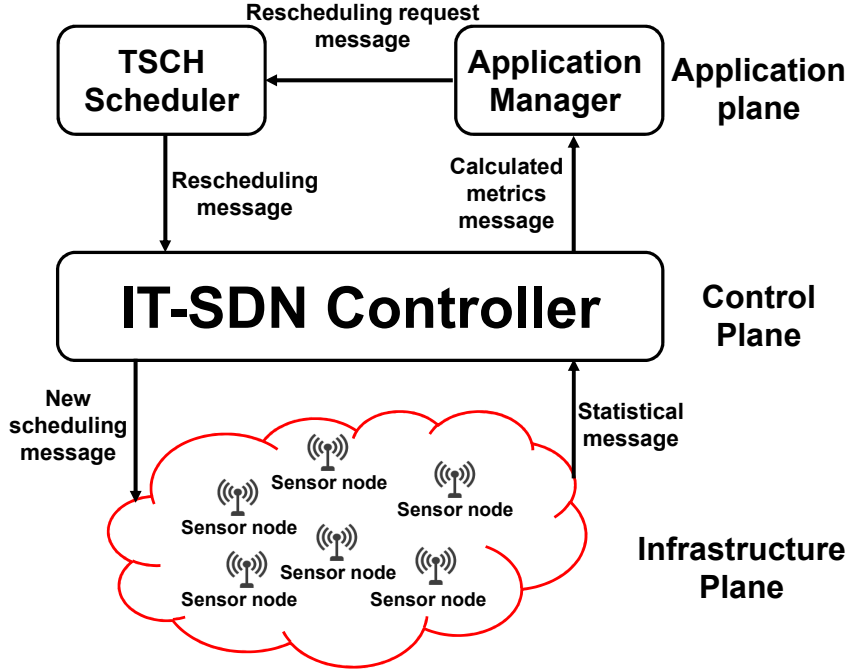 Rescheduling request
message
TSCH
Scheduler
Application
Manager
Application
plane
Rescheduling
message
Calculated
metrics
message
IT-SDN Controller
Control
Plane
New
scheduling
message
Statistical
message
Sensor node
Sensor node
Sensor node
Sensor node
Sensor node
Sensor node
Infrastructure
Plane